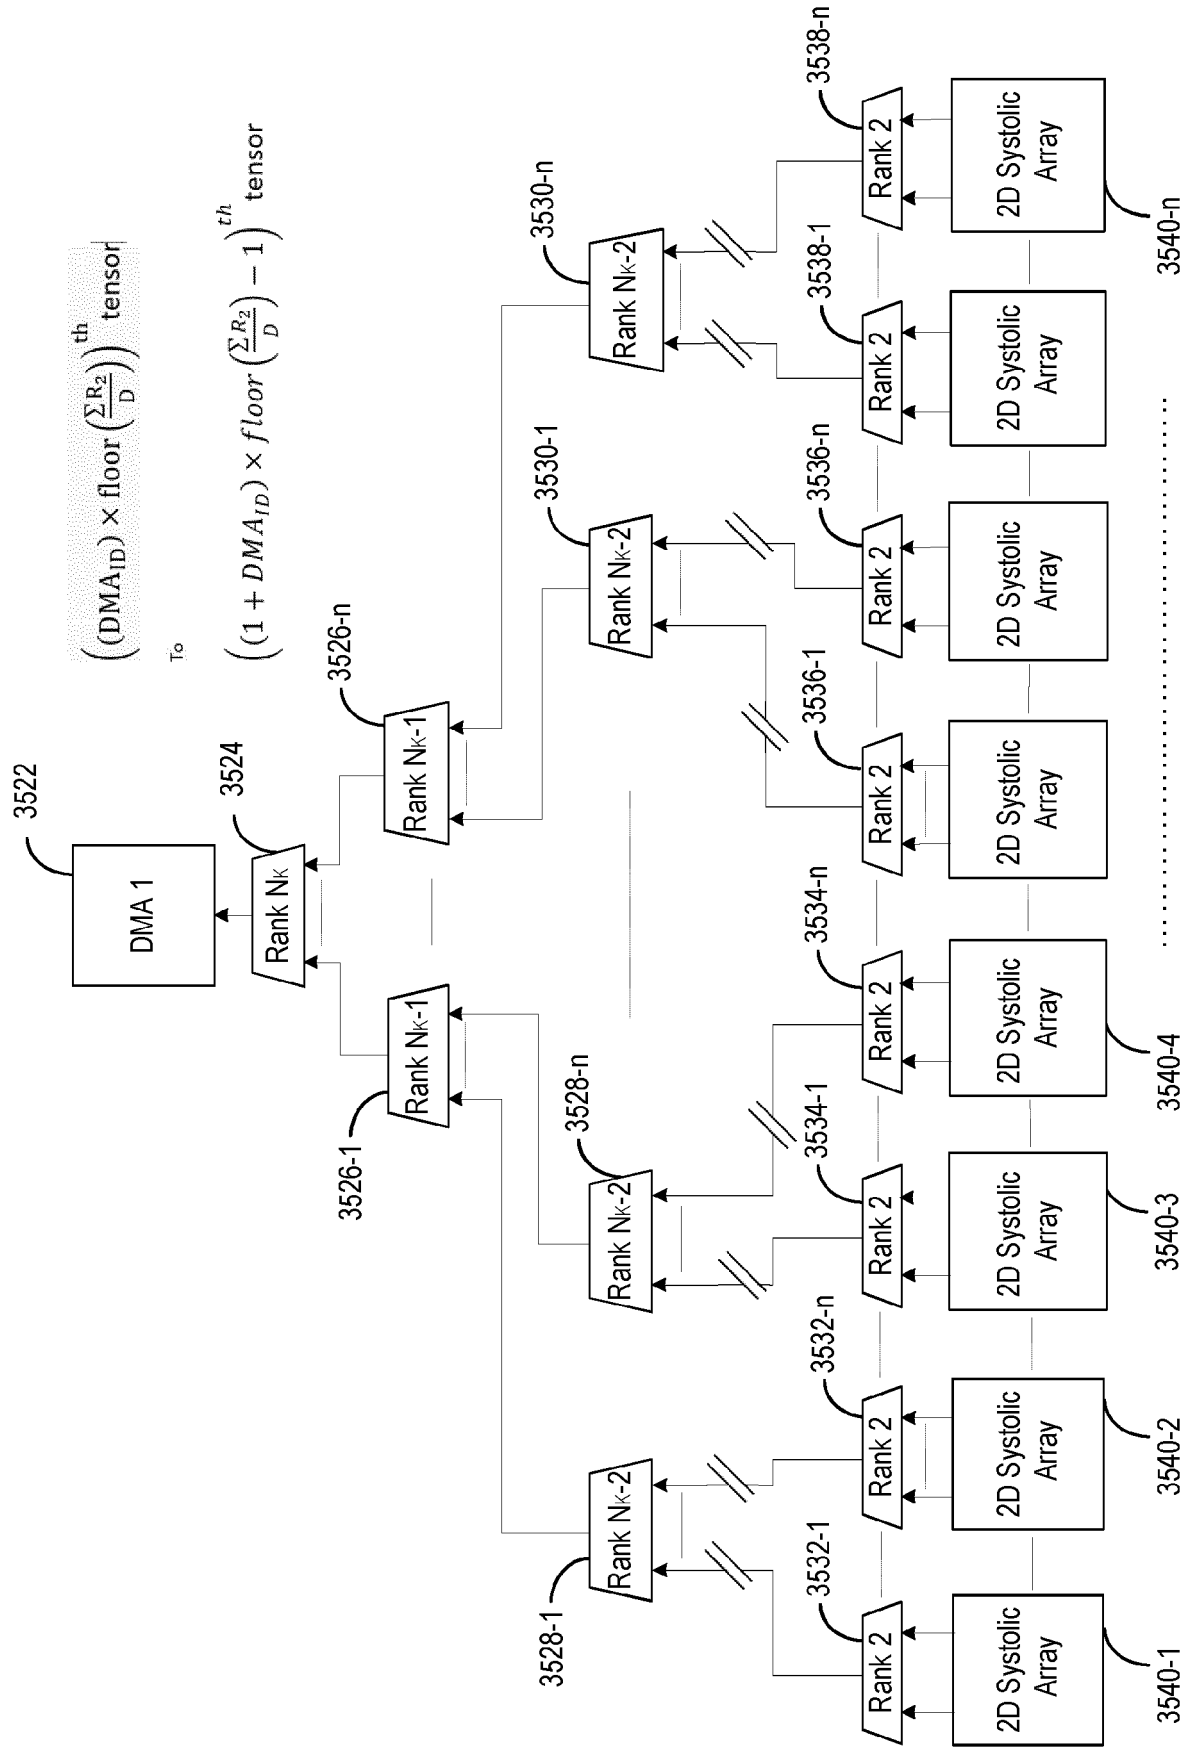 3522
DMA 1
3524
Rank NK
((DMA_ID) × floor (ΣR₂/D))^th tensor
To
((1 + DMA_ID) × floor (ΣR₂/D) − 1)^th tensor
3526-1
Rank NK-1
3526-n
Rank NK-1
3528-1
Rank NK-2
3528-n
Rank NK-2
3530-1
Rank NK-2
3530-n
Rank NK-2
3532-1
Rank 2
3532-n
Rank 2
3534-1
Rank 2
3534-n
Rank 2
3536-1
Rank 2
3536-n
Rank 2
3538-1
Rank 2
3538-n
Rank 2
2D Systolic
Array
2D Systolic
Array
2D Systolic
Array
2D Systolic
Array
2D Systolic
Array
2D Systolic
Array
2D Systolic
Array
2D Systolic
Array
3540-1
3540-2
3540-3
3540-4
3540-n